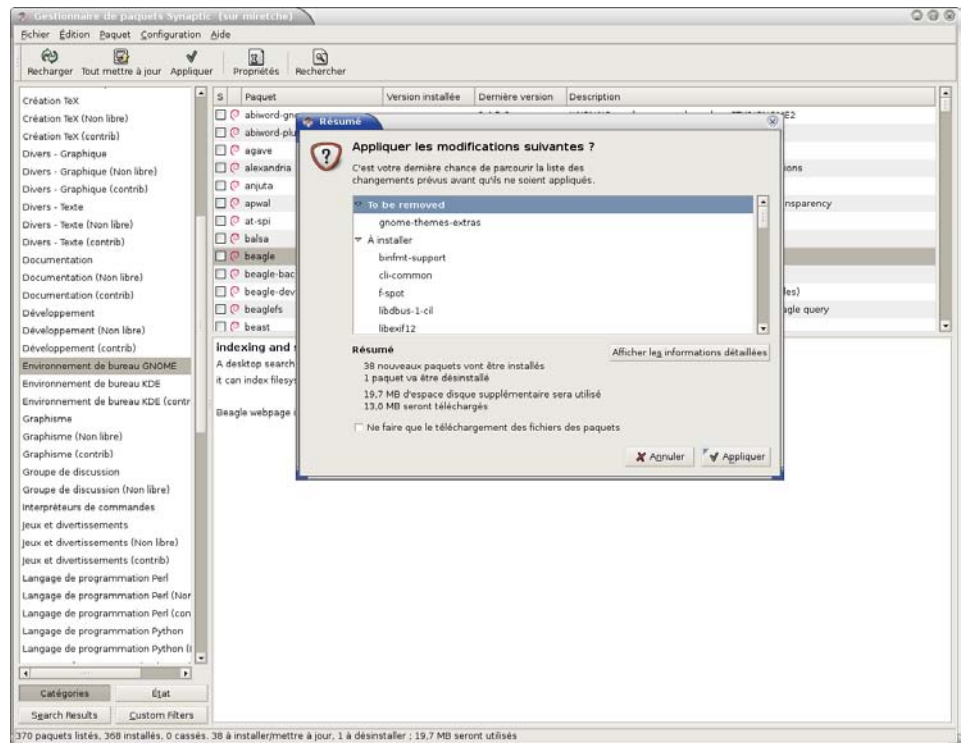 Gestionnaire de paquets Synaptic (sur miretche)
Fichier Édition Paquet Configuration Aide
Recharger Tout mettre à jour Appliquer Propriétés Rechercher
Création TeX
Création TeX (Non libre)
Création TeX (contrib)
Divers - Graphique
Divers - Graphique (Non libre)
Divers - Graphique (contrib)
Divers - Texte
Divers - Texte (Non libre)
Divers - Texte (contrib)
Documentation
Documentation (Non libre)
Documentation (contrib)
Développement
Développement (Non libre)
Développement (contrib)
Environnement de bureau GNOME
Environnement de bureau KDE
Environnement de bureau KDE (contr
Graphisme
Graphisme (Non libre)
Graphisme (contrib)
Groupe de discussion
Groupe de discussion (Non libre)
Interpréteurs de commandes
Jeux et divertissements
Jeux et divertissements (Non libre)
Jeux et divertissements (contrib)
Langage de programmation Perl
Langage de programmation Perl (Nor
Langage de programmation Perl (con
Langage de programmation Python
Langage de programmation Python (I
Catégories État
Search Results Custom Filters
S Paquet Version installée Dernière version Description
abiword-gn
abiword-plu
agave
alexandria ions
anjuta
apwal nsparency
at-spi
balsa
beagle
beagle-bac
beagle-dev les)
beaglefs agle query
beast
indexing and s
A desktop search
it can index filesy
Beagle webpage
Résumé
Appliquer les modifications suivantes ?
C'est votre dernière chance de parcourir la liste des
changements prévus avant qu'ils ne soient appliqués.
To be removed
gnome-themes-extras
À installer
binfmt-support
cli-common
f-spot
libdbus-1-cil
libexif12
Résumé
Afficher les informations détaillées
38 nouveaux paquets vont être installés
1 paquet va être désinstallé
19,7 MB d'espace disque supplémentaire sera utilisé
13,0 MB seront téléchargés
Ne faire que le téléchargement des fichiers des paquets
Annuler Appliquer
370 paquets listés, 368 installés, 0 cassés. 38 à installer/mettre à jour, 1 à désinstaller ; 19,7 MB seront utilisés